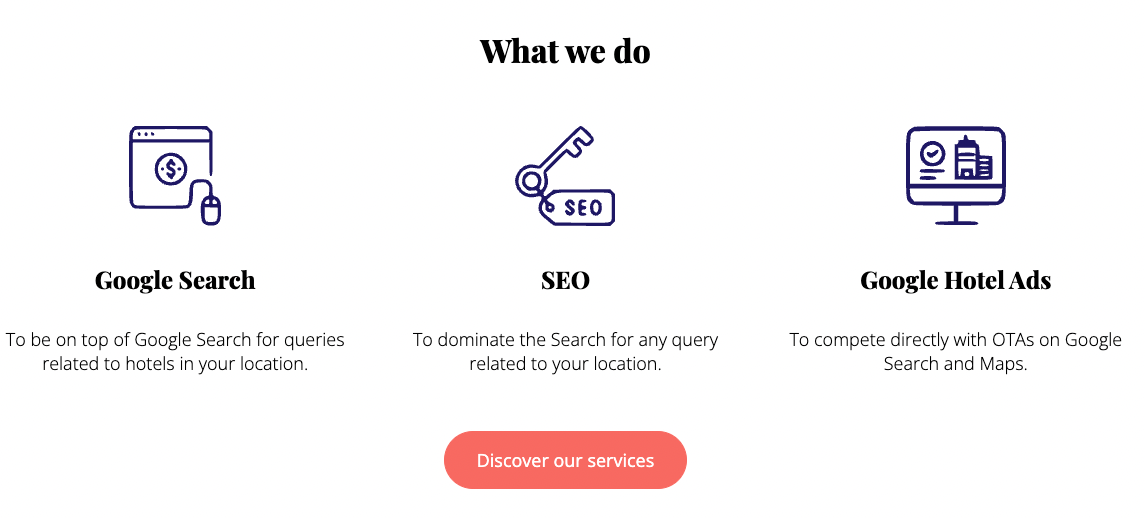 What we do
$
SEO
Google Search
SEO
Google Hotel Ads
To be on top of Google Search for queries
related to hotels in your location.
To dominate the Search for any query
related to your location.
To compete directly with OTAs on Google
Search and Maps.
Discover our services